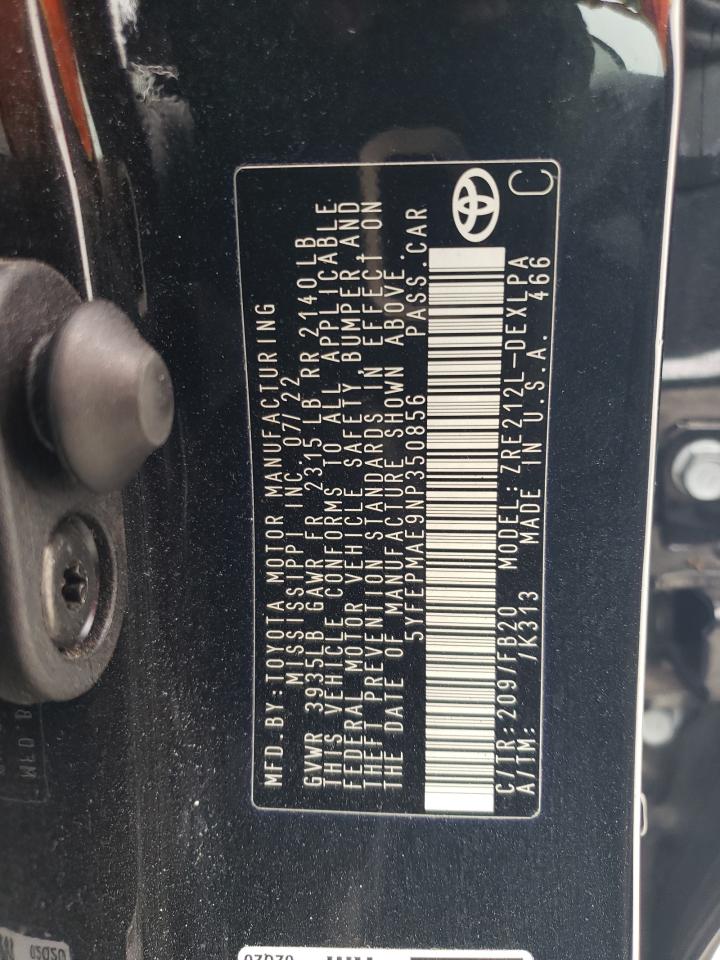 MFD.BY:TOYOTA MOTOR MANUFACTURING
MISSISSIPPI INC 07/22
GVWR 3935LB GAWR FR 2315 LB RR 2140LB
THIS VEHICLE CONFORMS TO ALL APPLICABLE
FEDERAL MOTOR VEHICLE SAFETY, BUMPER AND
THEFT PREVENTION STANDARDS IN EFFECT ON
THE DATE OF MANUFACTURE SHOWN ABOVE.
5YFEPMAE9NP350856 PASS.CAR
C/TR:209/FB20 MODEL:ZRE212L-DEXLPA
A/TM: /K313 MADE IN U.S.A. 466
C